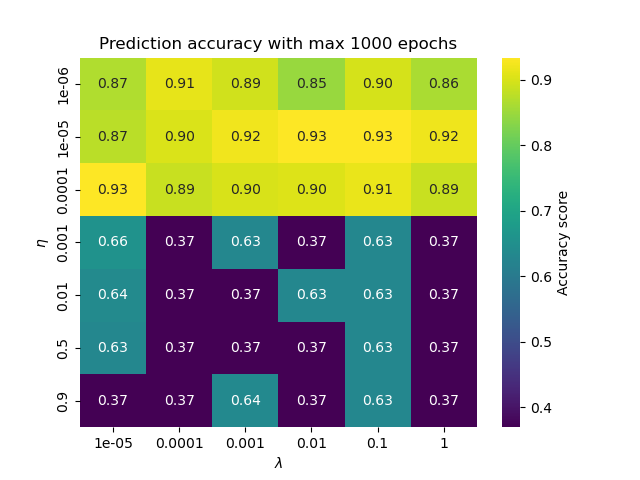 Prediction accuracy with max 1000 epochs
1e-06 0.87 0.91 0.89 0.85 0.90 0.86
1e-05 0.87 0.90 0.92 0.93 0.93 0.92
0.0001 0.93 0.89 0.90 0.90 0.91 0.89
0.001 0.66 0.37 0.63 0.37 0.63 0.37
0.01 0.64 0.37 0.37 0.63 0.63 0.37
0.5 0.63 0.37 0.37 0.37 0.63 0.37
0.9 0.37 0.37 0.64 0.37 0.63 0.37
η
1e-05 0.0001 0.001 0.01 0.1 1
λ
0.9
0.8
0.7
0.6
0.5
0.4
Accuracy score